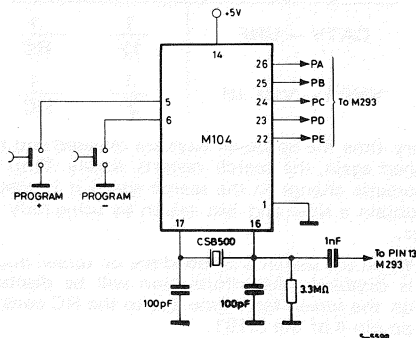 +5V
14
26
PA
25
PB
5
24
PC
To M293
6
23
PD
M104
22
PE
1
PROGRAM
+
PROGRAM
-
17
16
CSB500
1nF
To PIN 13
M293
100pF
100pF
3.3MΩ
S-5598